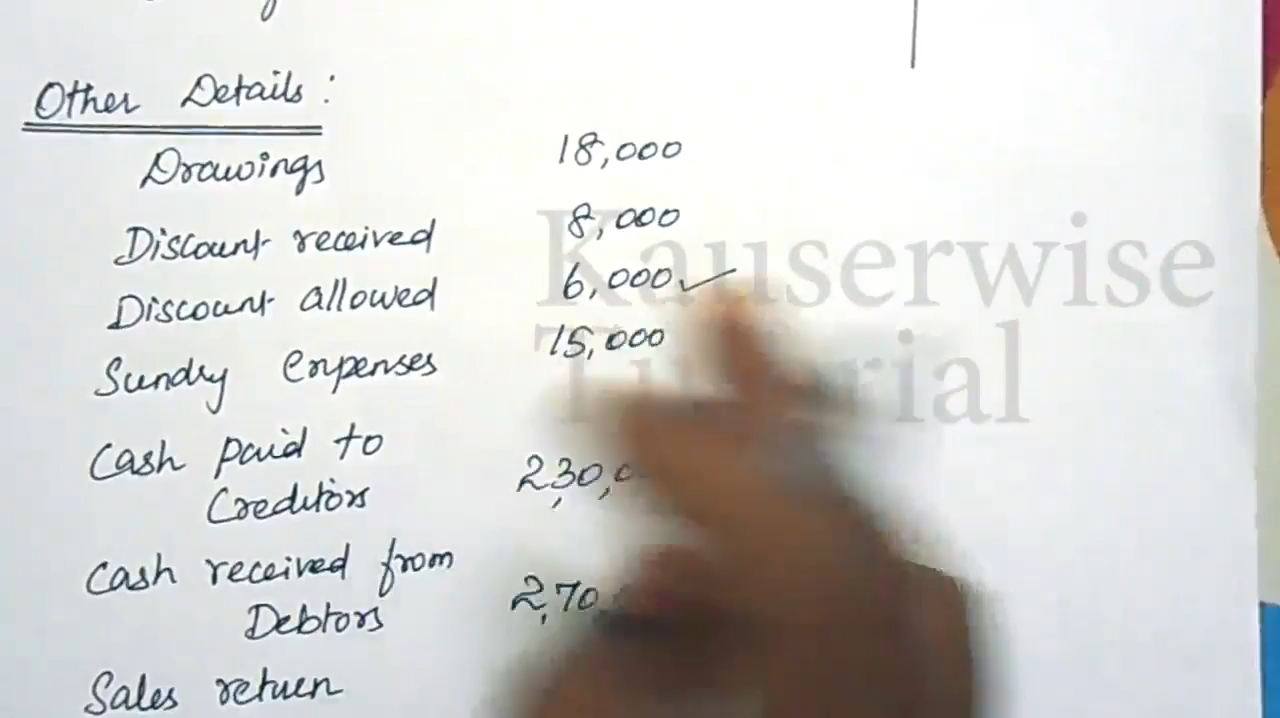 Other Details:
Drawings 18,000
Discount received 8,000
Discount allowed 6,000 ✓
Sundry expenses 15,000
Cash paid to
Creditors
Cash received from
Debtors
Sales return
Kauserwise